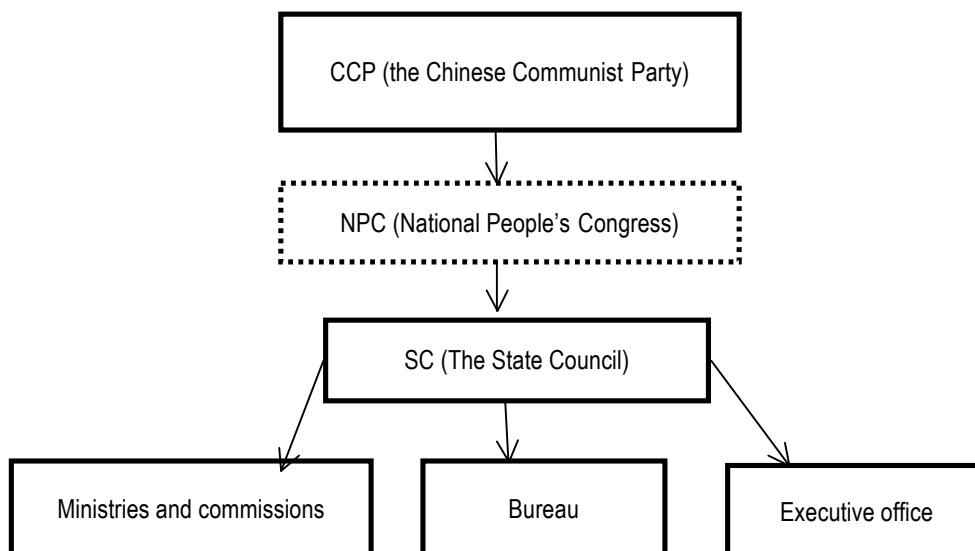 CCP (the Chinese Communist Party)
NPC (National People’s Congress)
SC (The State Council)
Ministries and commissions
Bureau
Executive office